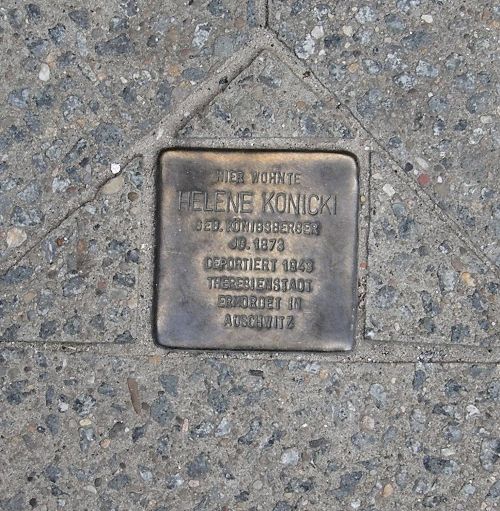 HIER WOHNTE
HELENE KONICKI
GEB. KÖNIGSBERGER
JG. 1873
DEPORTIERT 1943
THERESIENSTADT
ERMORDET IN
AUSCHWITZ